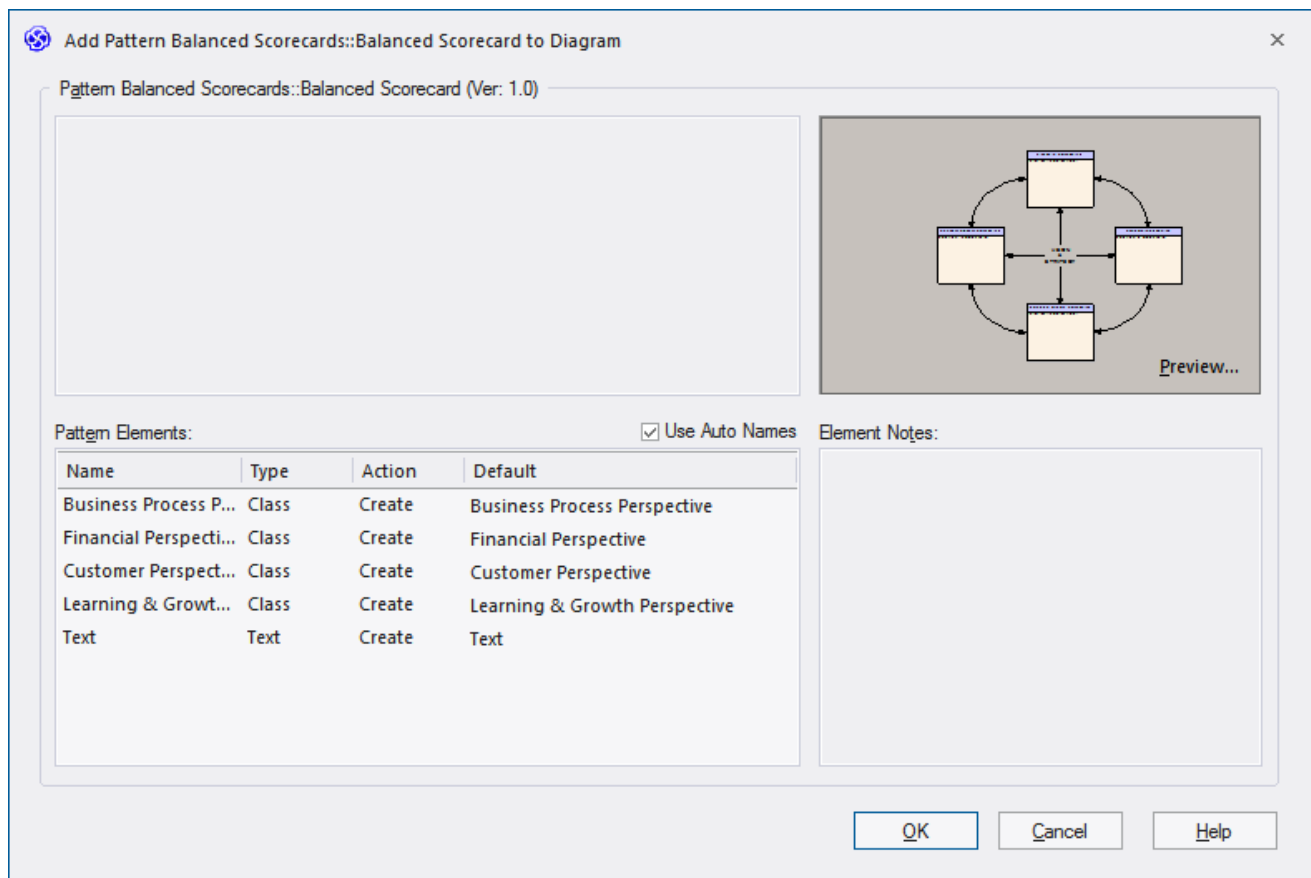 Add Pattern Balanced Scorecards::Balanced Scorecard to Diagram
Pattern Balanced Scorecards::Balanced Scorecard (Ver: 1.0)
Preview...
Pattern Elements:
Use Auto Names
Element Notes:
Name Type Action Default
Business Process P... Class Create Business Process Perspective
Financial Perspecti... Class Create Financial Perspective
Customer Perspect... Class Create Customer Perspective
Learning & Growt... Class Create Learning & Growth Perspective
Text Text Create Text
OK Cancel Help